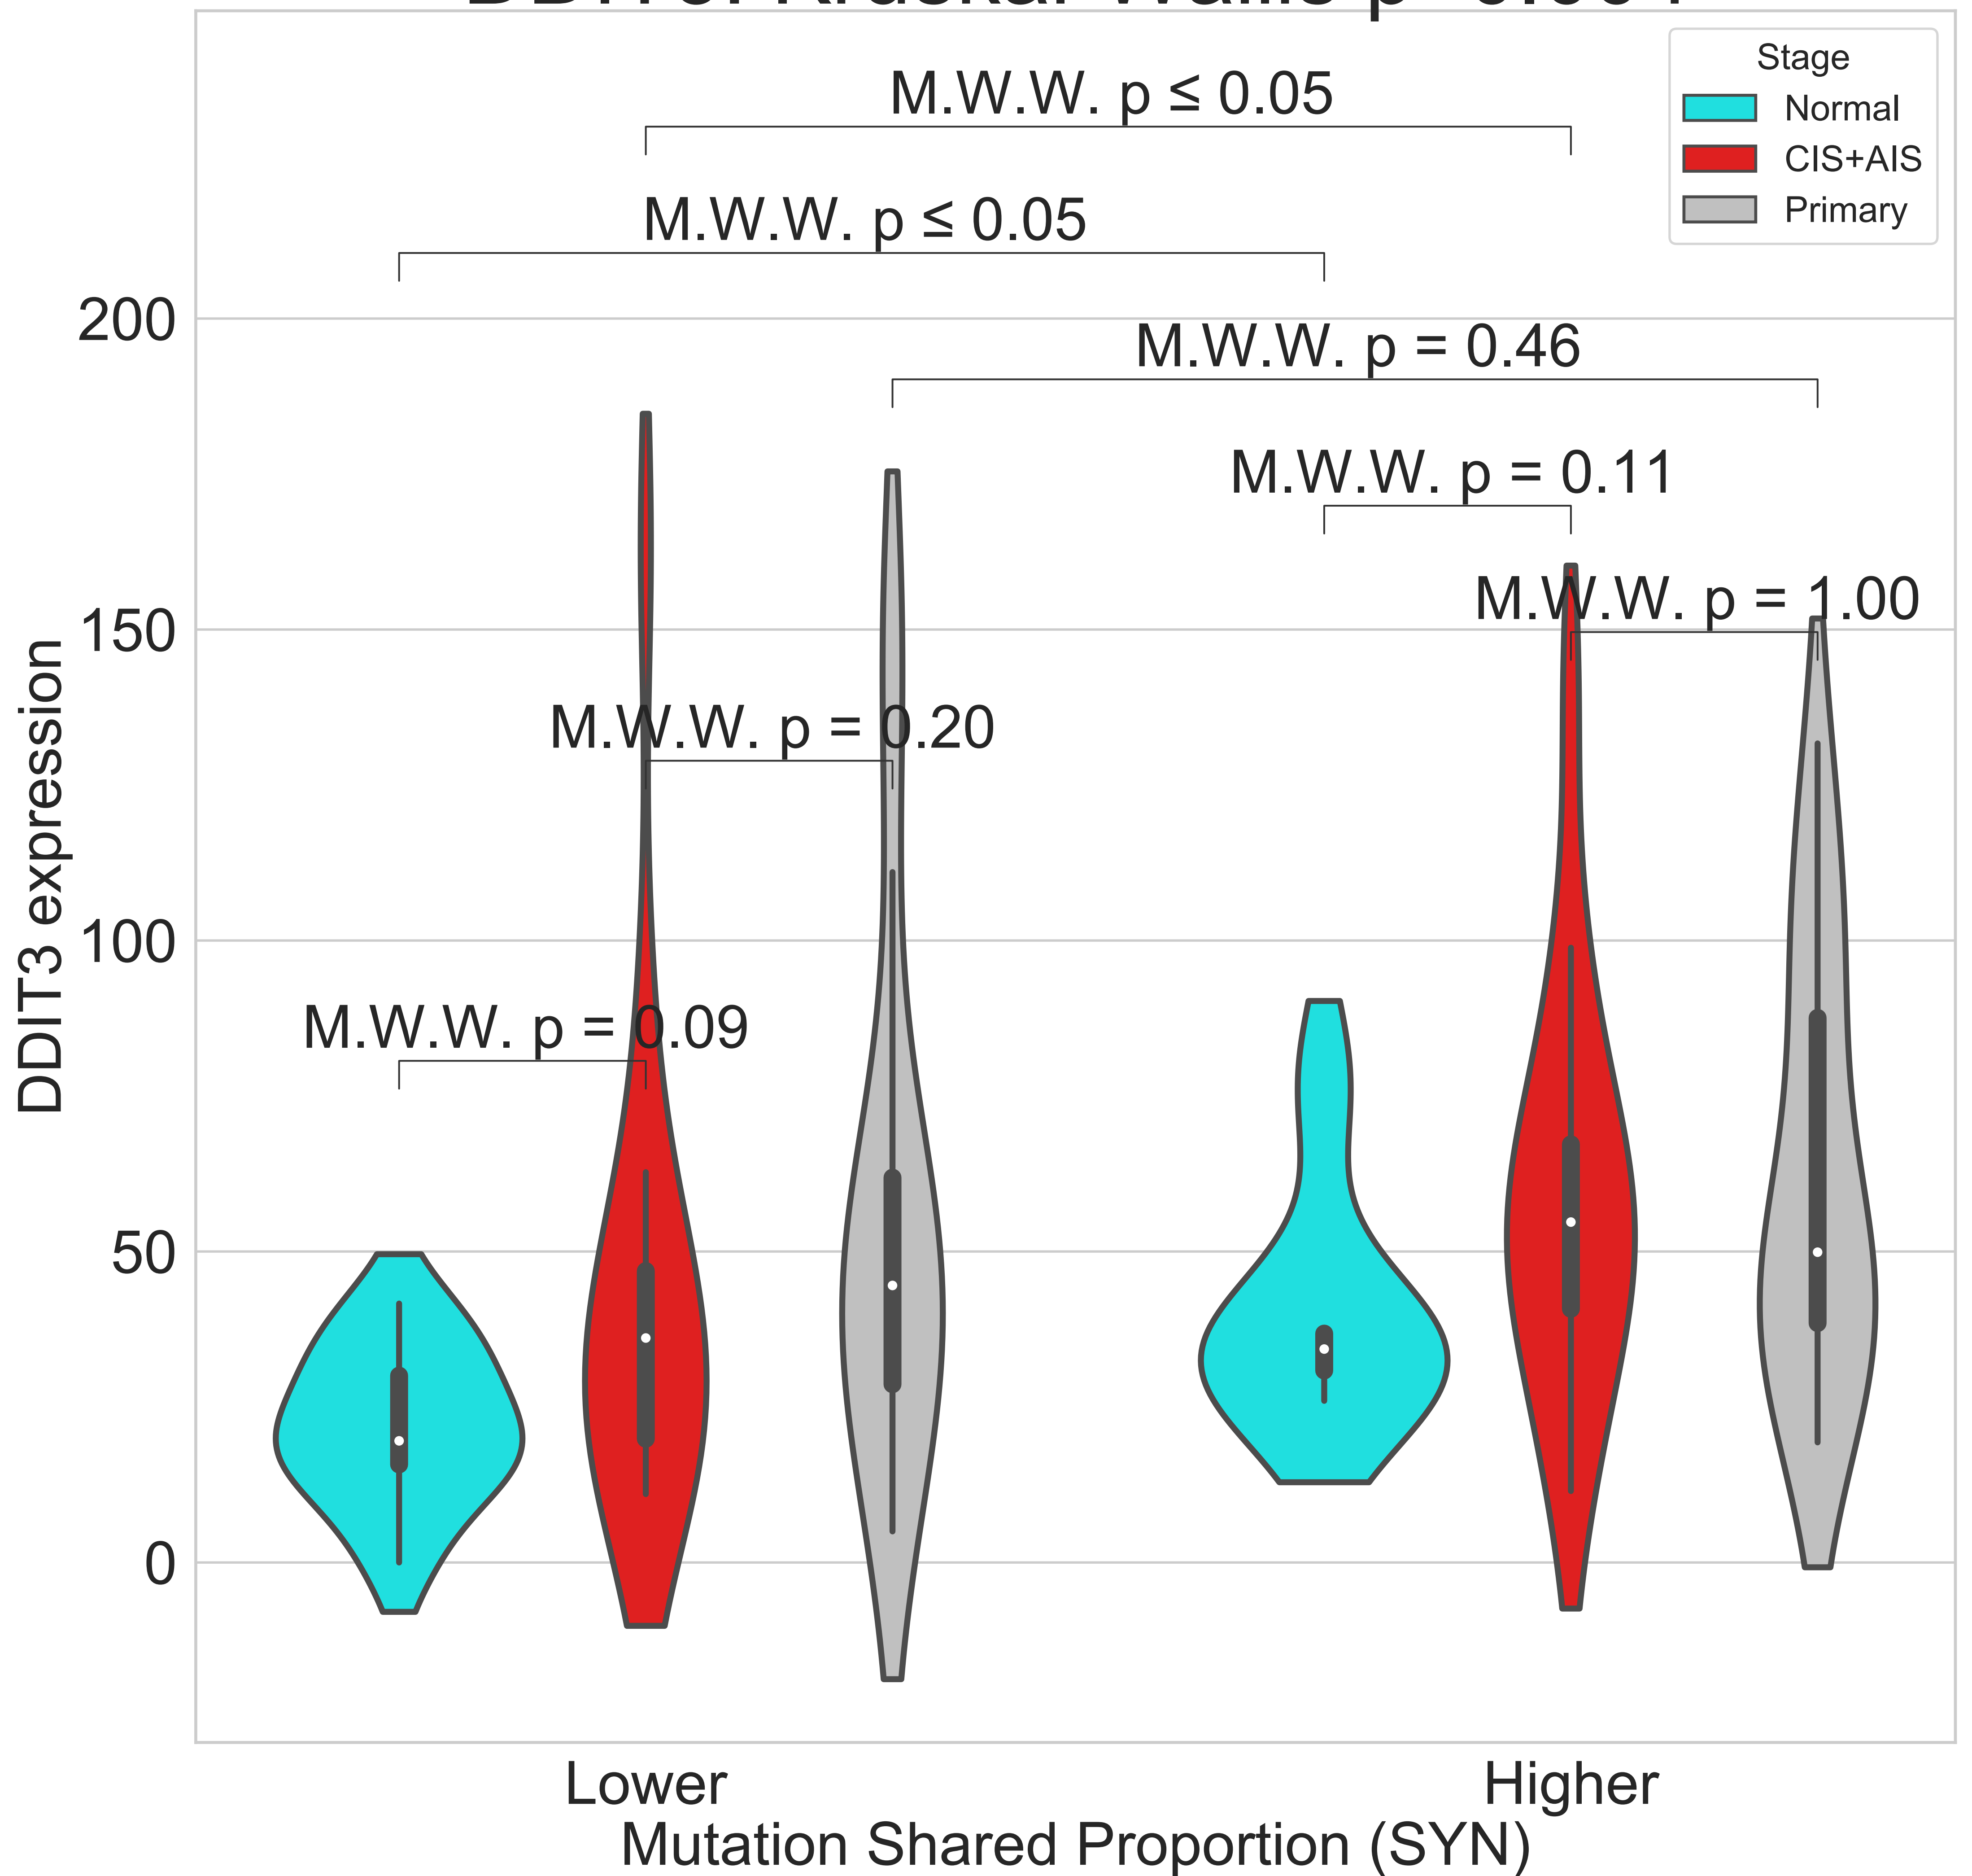 M.W.W. p ≤ 0.05
Stage
Normal
CIS+AIS
Primary
M.W.W. p ≤ 0.05
200
M.W.W. p = 0.46
M.W.W. p = 0.11
M.W.W. p = 1.00
150
M.W.W. p = 0.20
DDIT3 expression
100
M.W.W. p = 0.09
50
0
Lower
Higher
Mutation Shared Proportion (SYN)